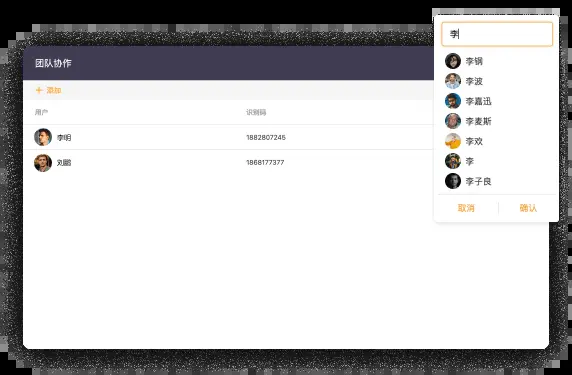 团队协作
添加
用户 识别码
李明 1882807245
刘鹏 1868177377
李
李钢
李波
李嘉迅
李麦斯
李欢
李
李子良
取消 确认